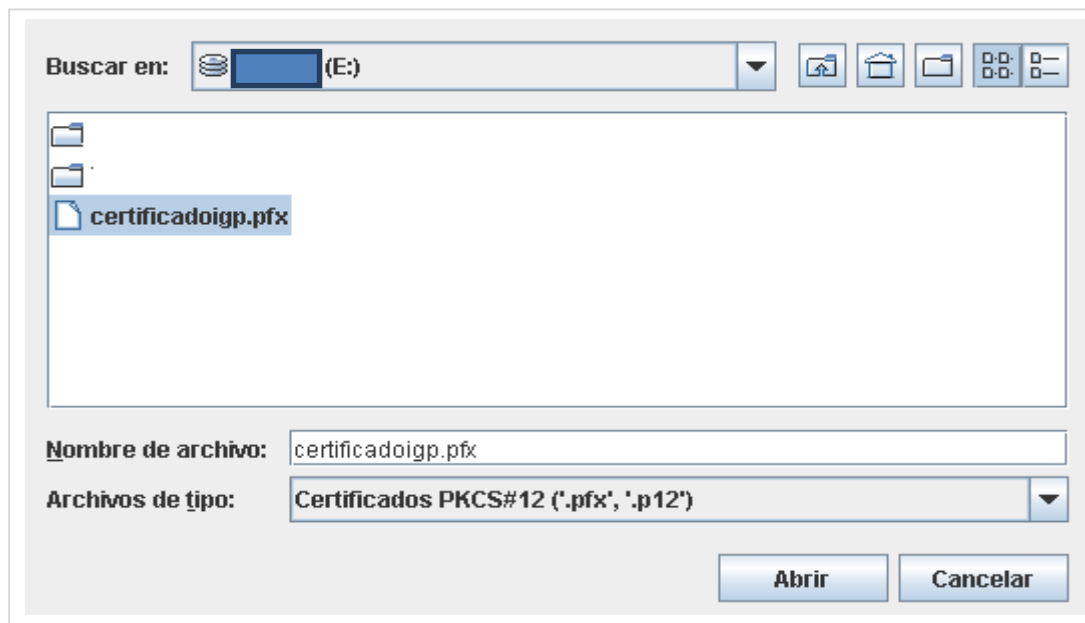 Buscar en: (E:)
certificadoigp.pfx
Nombre de archivo: certificadoigp.pfx
Archivos de tipo: Certificados PKCS#12 ('.pfx', '.p12')
Abrir Cancelar